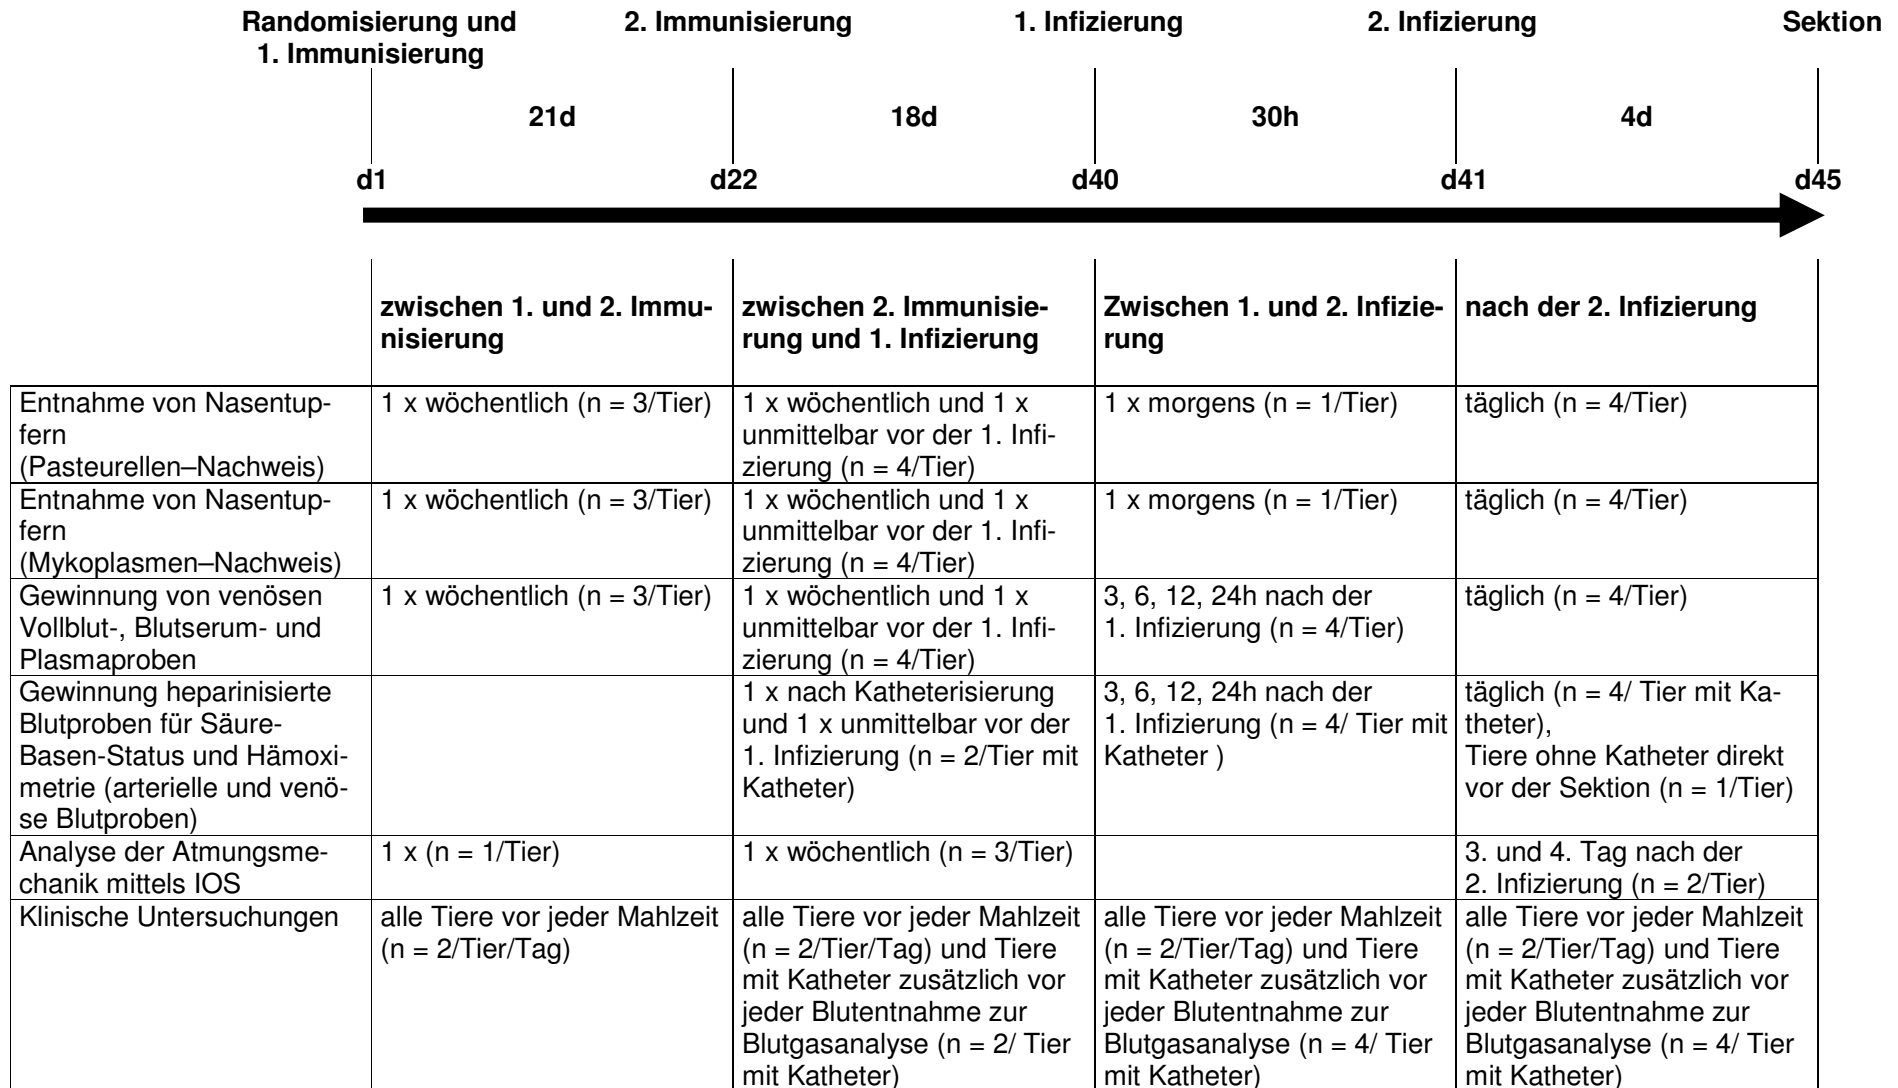 Randomisierung und
1. Immunisierung
2. Immunisierung
1. Infizierung
2. Infizierung
Sektion
21d
18d
30h
4d
d1
d22
d40
d41
d45
zwischen 1. und 2. Immu-
nisierung
zwischen 2. Immunisie-
rung und 1. Infizierung
Zwischen 1. und 2. Infizie-
rung
nach der 2. Infizierung
Entnahme von Nasentup-
fern
(Pasteurellen–Nachweis)
1 x wöchentlich (n = 3/Tier)
1 x wöchentlich und 1 x
unmittelbar vor der 1. Infi-
zierung (n = 4/Tier)
1 x morgens (n = 1/Tier)
täglich (n = 4/Tier)
Entnahme von Nasentup-
fern
(Mykoplasmen–Nachweis)
1 x wöchentlich (n = 3/Tier)
1 x wöchentlich und 1 x
unmittelbar vor der 1. Infi-
zierung (n = 4/Tier)
1 x morgens (n = 1/Tier)
täglich (n = 4/Tier)
Gewinnung von venösen
Vollblut-, Blutserum- und
Plasmaproben
1 x wöchentlich (n = 3/Tier)
1 x wöchentlich und 1 x
unmittelbar vor der 1. Infi-
zierung (n = 4/Tier)
3, 6, 12, 24h nach der
1. Infizierung (n = 4/Tier)
täglich (n = 4/Tier)
Gewinnung heparinisierte
Blutproben für Säure-
Basen-Status und Hämoxi-
metrie (arterielle und venö-
se Blutproben)
1 x nach Katheterisierung
und 1 x unmittelbar vor der
1. Infizierung (n = 2/Tier mit
Katheter)
3, 6, 12, 24h nach der
1. Infizierung (n = 4/ Tier mit
Katheter )
täglich (n = 4/ Tier mit Ka-
theter),
Tiere ohne Katheter direkt
vor der Sektion (n = 1/Tier)
Analyse der Atmungsme-
chanik mittels IOS
1 x (n = 1/Tier)
1 x wöchentlich (n = 3/Tier)
3. und 4. Tag nach der
2. Infizierung (n = 2/Tier)
Klinische Untersuchungen
alle Tiere vor jeder Mahlzeit
(n = 2/Tier/Tag)
alle Tiere vor jeder Mahlzeit
(n = 2/Tier/Tag) und Tiere
mit Katheter zusätzlich vor
jeder Blutentnahme zur
Blutgasanalyse (n = 2/ Tier
mit Katheter)
alle Tiere vor jeder Mahlzeit
(n = 2/Tier/Tag) und Tiere
mit Katheter zusätzlich vor
jeder Blutentnahme zur
Blutgasanalyse (n = 4/ Tier
mit Katheter)
alle Tiere vor jeder Mahlzeit
(n = 2/Tier/Tag) und Tiere
mit Katheter zusätzlich vor
jeder Blutentnahme zur
Blutgasanalyse (n = 4/ Tier
mit Katheter)